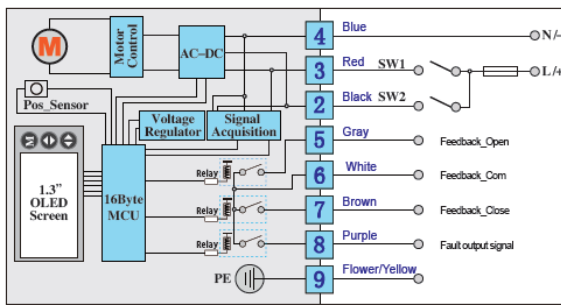 M
Motor Control
AC–DC
Pos_Sensor
Voltage Regulator
Signal Acquisition
M
1.3"
OLED
Screen
16Byte
MCU
Relay
Relay
Relay
PE
4 Blue N/-
3 Red SW1 L/+
2 Black SW2
5 Gray Feedback_Open
6 White Feedback_Com
7 Brown Feedback_Close
8 Purple Fault output signal
9 Flower/Yellow